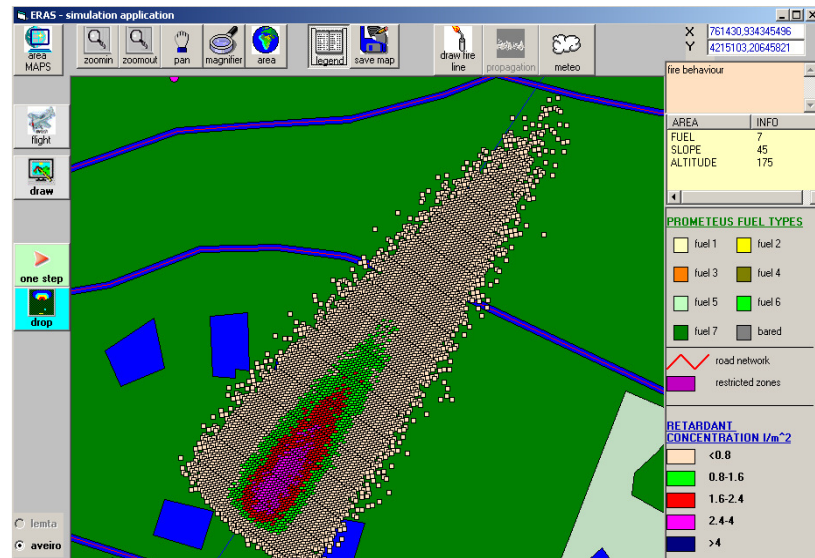 ERAS - simulation application
area
MAPS
zoomin
zoomout
pan
magnifier
area
legend
save map
draw fire
line
propagation
meteo
X
761430,934345496
Y
4215103,20645821
fire behaviour
AREA
INFO
FUEL
7
SLOPE
45
ALTITUDE
175
flight
draw
one step
drop
PROMETEUS FUEL TYPES
fuel 1
fuel 2
fuel 3
fuel 4
fuel 5
fuel 6
fuel 7
bared
road network
restricted zones
RETARDANT
CONCENTRATION l/m^2
<0.8
0.8-1.6
1.6-2.4
2.4-4
>4
lemta
aveiro